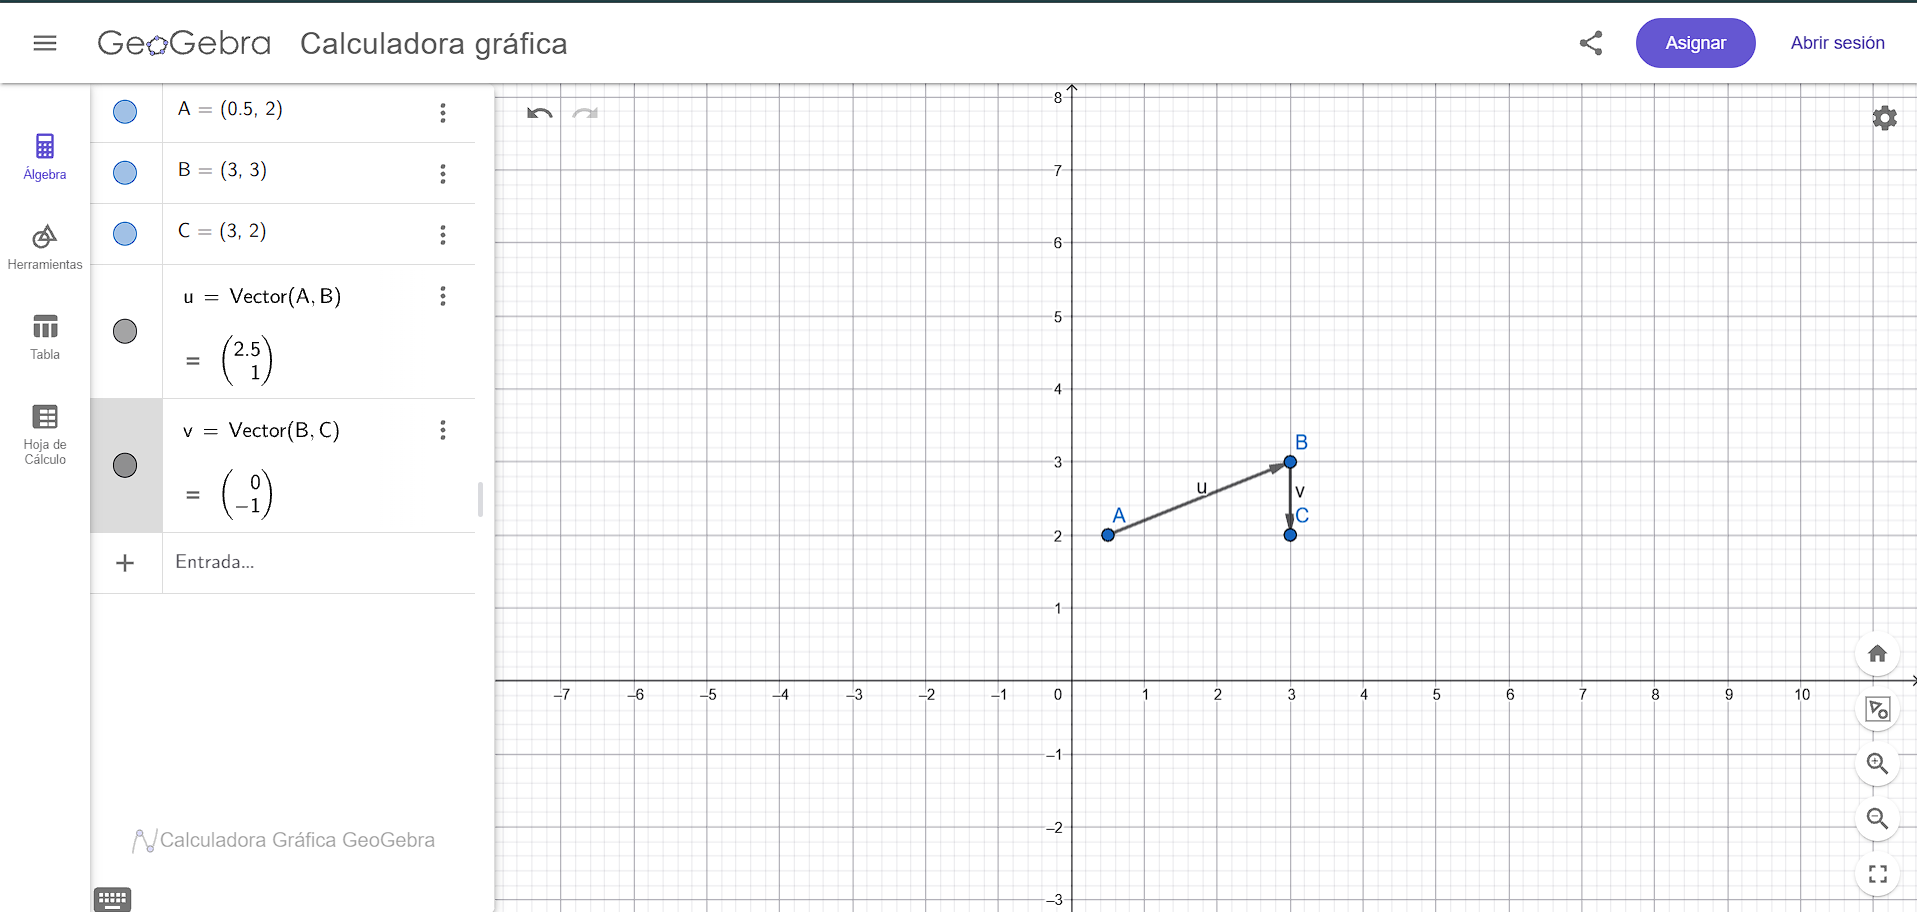 GeoGebra Calculadora gráfica
Asignar
Abrir sesión
Álgebra
Herramientas
Tabla
Hoja de
Cálculo
A = (0.5, 2)
B = (3, 3)
C = (3, 2)
u = Vector(A, B)
= (2.5
1)
v = Vector(B, C)
= (0
−1)
+ Entrada...
Calculadora Gráfica GeoGebra
8
7
6
5
4
3
2
1
−1
−2
−3
−7 −6 −5 −4 −3 −2 −1 0 1 2 3 4 5 6 7 8 9 10
B
u
v
A
C